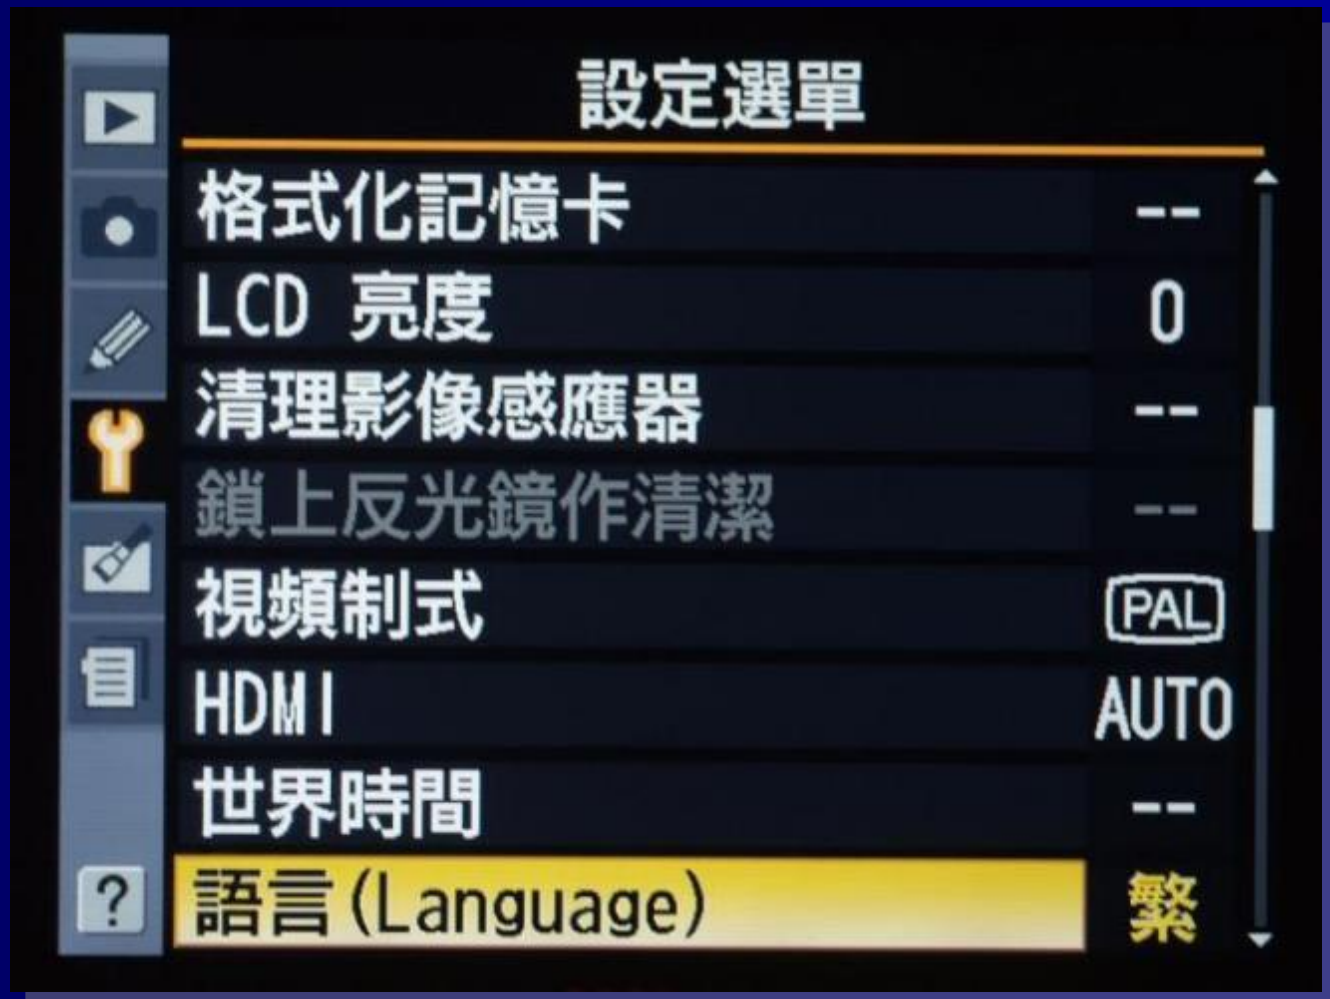 設定選單
格式化記憶卡 --
LCD 亮度 0
清理影像感應器 --
鎖上反光鏡作清潔 --
視頻制式 PAL
HDMI AUTO
世界時間 --
? 語言(Language) 繁